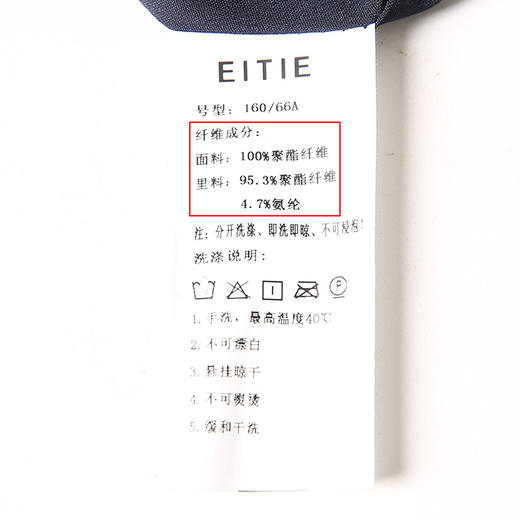 EITIE
号型: 160/66A
纤维成分:
面料: 100%聚酯纤维
里料: 95.3%聚酯纤维
4.7%氨纶
注: 分开洗涤、即洗即晾、不可浸泡!
洗涤说明:
P
1. 手洗, 最高温度40℃
2. 不可漂白
3. 悬挂晾干
4. 不可熨烫
5. 缓和干洗